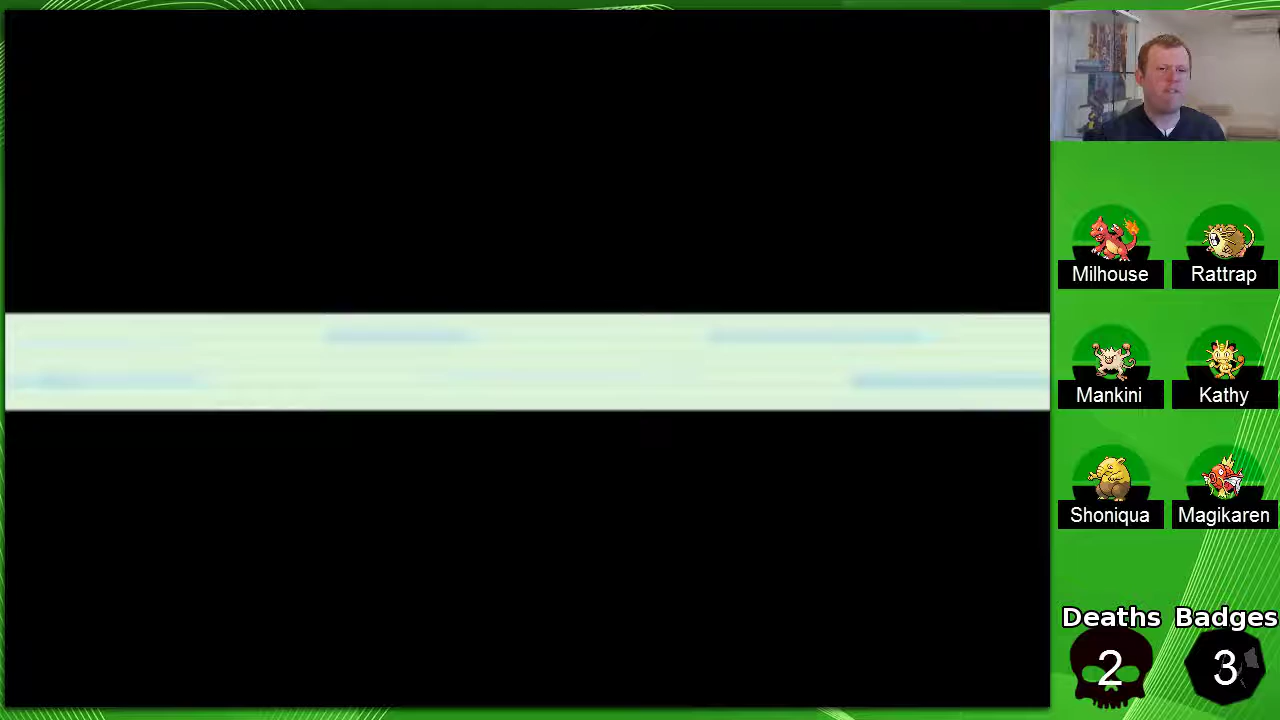 Milhouse Rattrap
Mankini Kathy
Shoniqua Magikaren
Deaths Badges
2 3